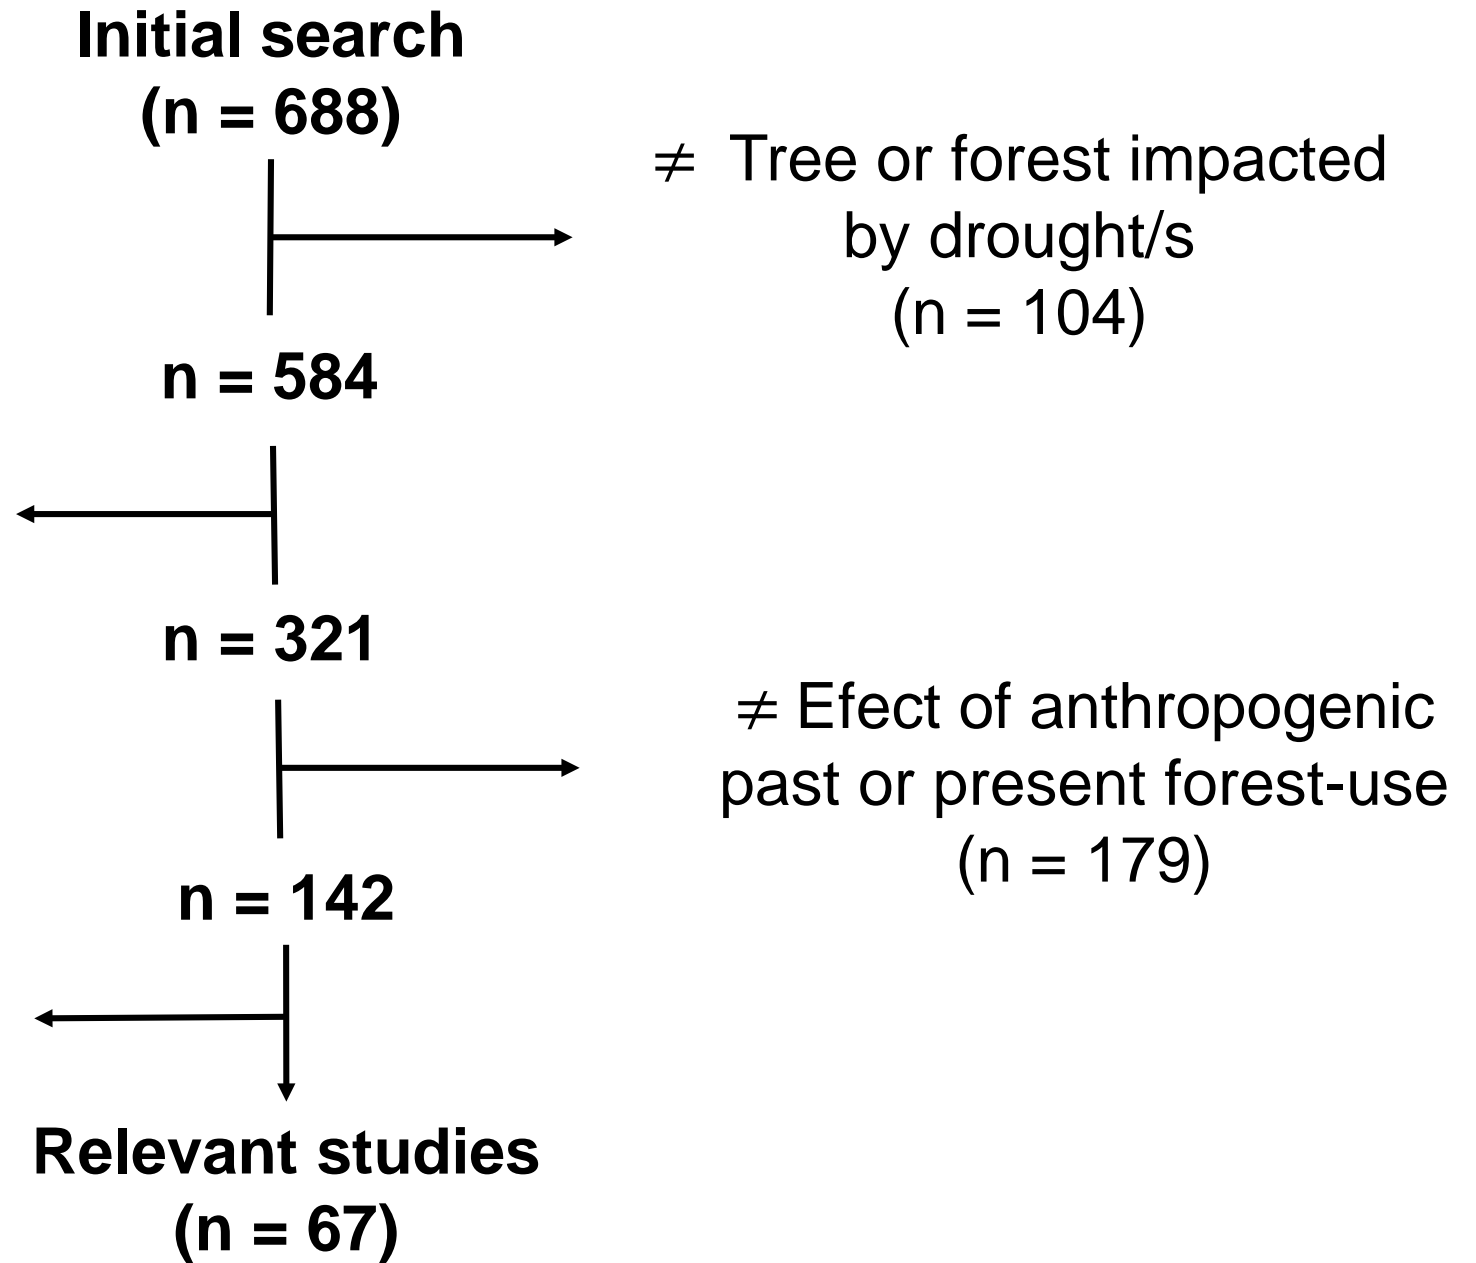 Initial search
(n = 688)
≠ Tree or forest impacted
by drought/s
(n = 104)
n = 584
n = 321
≠ Efect of anthropogenic
past or present forest-use
(n = 179)
n = 142
Relevant studies
(n = 67)